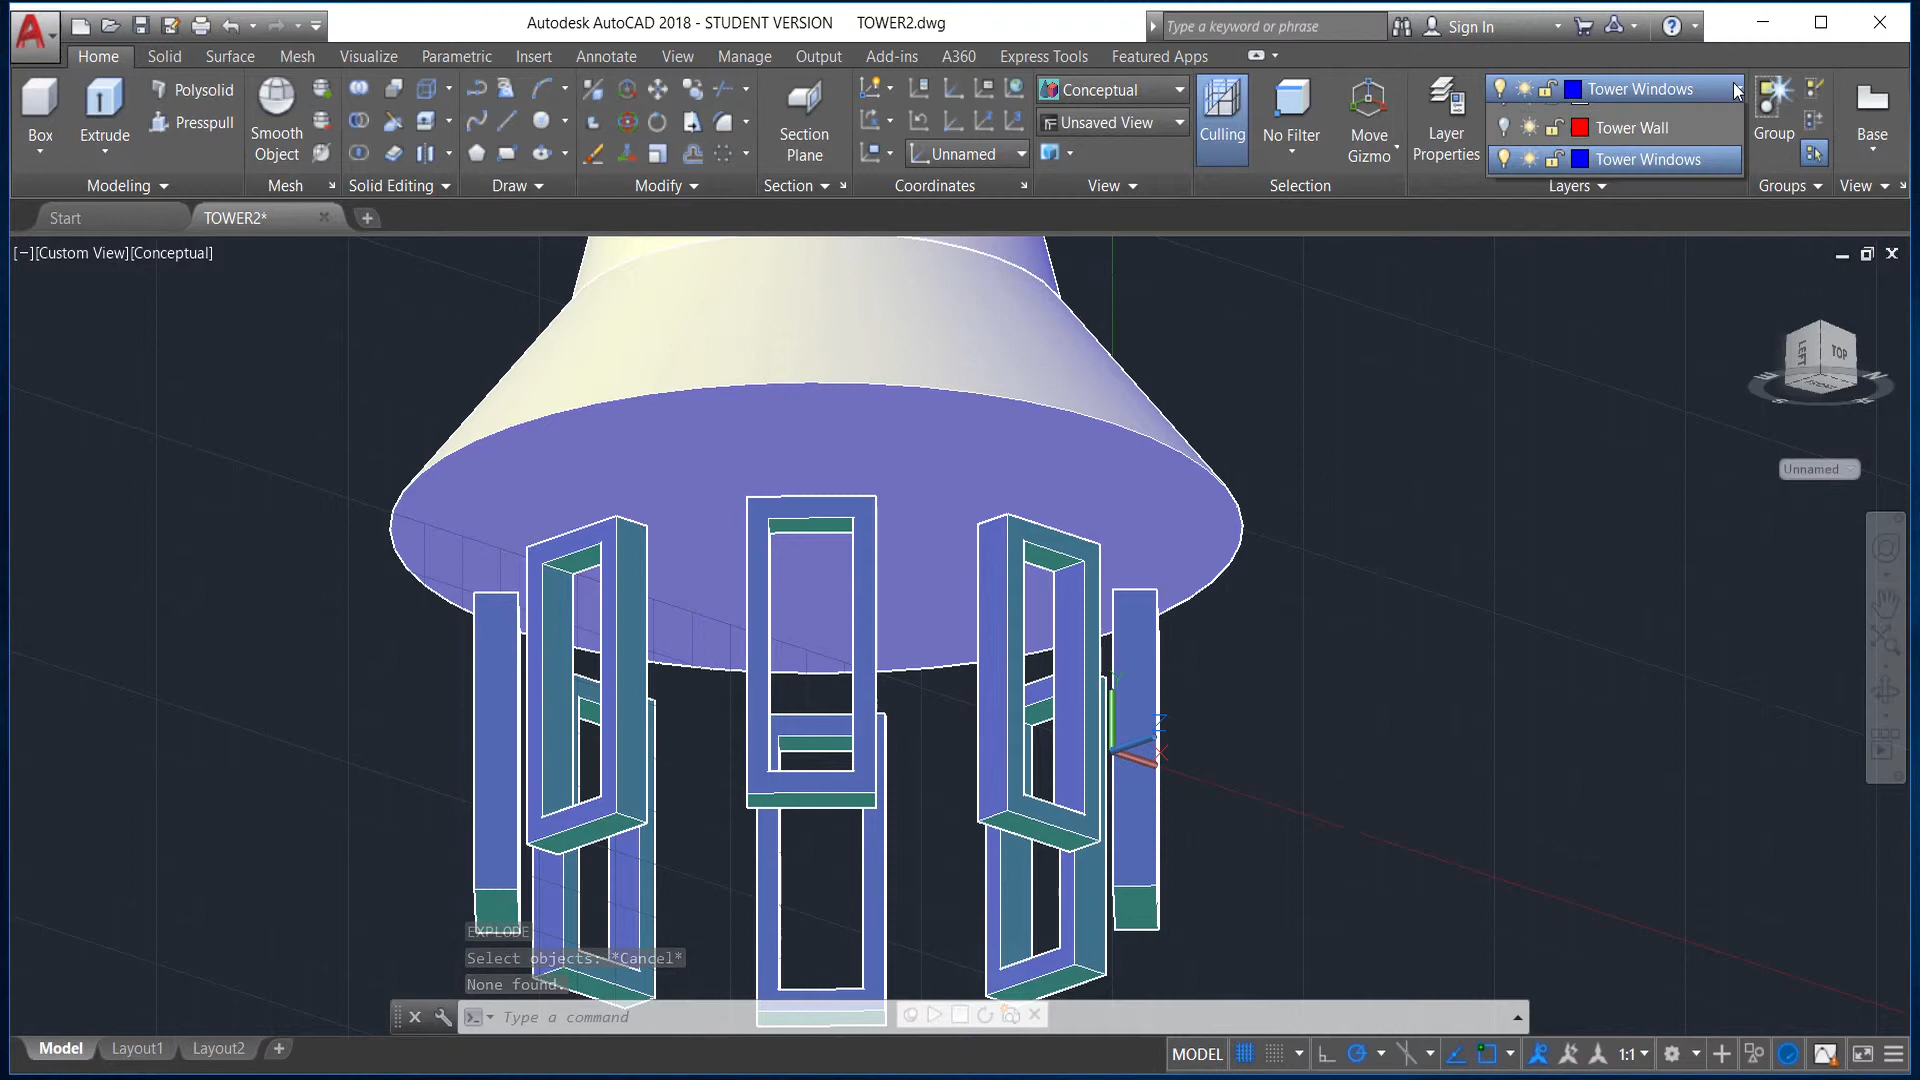 Autodesk AutoCAD 2018 - STUDENT VERSION TOWER2.dwg
Type a keyword or phrase
Sign In
Home Solid Surface Mesh Visualize Parametric Insert Annotate View Manage Output Add-ins A360 Express Tools Featured Apps
Box
Extrude
Polysolid
Presspull
Smooth
Object
Section
Plane
Unnamed
Conceptual
Unsaved View
Culling
No Filter
Move
Gizmo
Layer
Properties
Tower Windows
Tower Wall
Tower Windows
Group
Base
Modeling
Mesh
Solid Editing
Draw
Modify
Section
Coordinates
View
Selection
Layers
Groups
View
Start
TOWER2*
[−][Custom View][Conceptual]
LEFT
TOP
FRONT
Unnamed
Y
Z
X
EXPLODE
Select objects: *Cancel*
None found.
Type a command
Model
Layout1
Layout2
MODEL
1:1